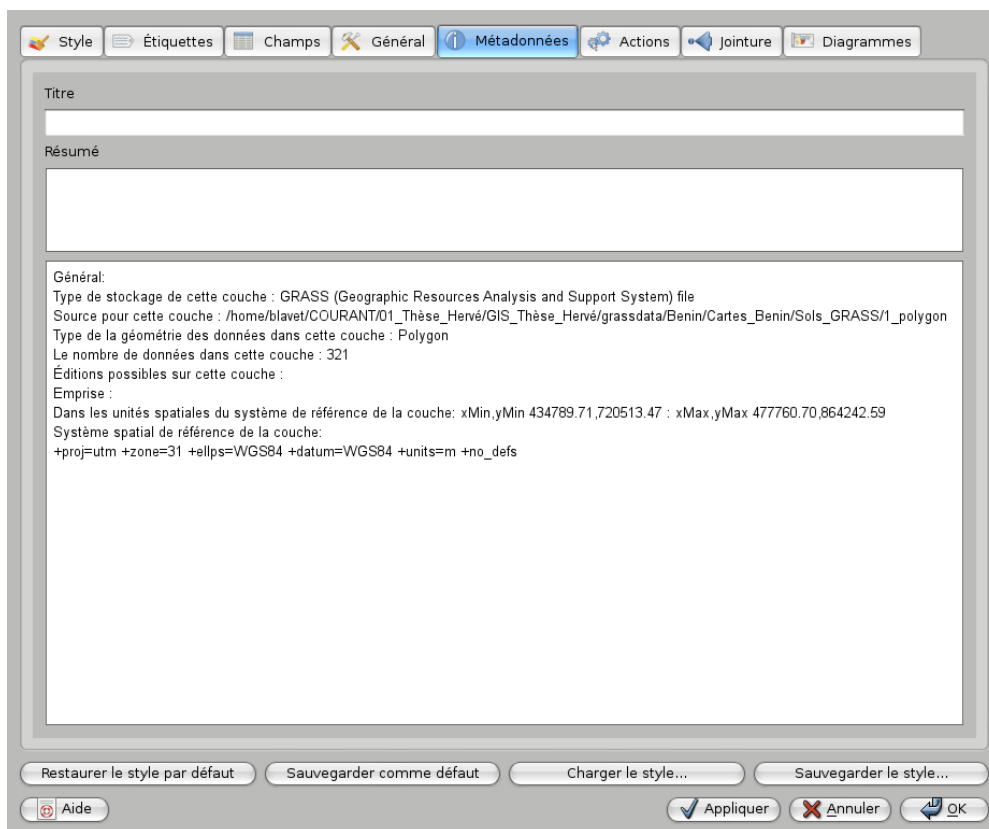 Style Étiquettes Champs Général Métadonnées Actions Jointure Diagrammes
Titre
Résumé
Général:
Type de stockage de cette couche : GRASS (Geographic Resources Analysis and Support System) file
Source pour cette couche : /home/blavet/COURANT/01_Thèse_Hervé/GIS_Thèse_Hervé/grassdata/Benin/Cartes_Benin/Sols_GRASS/1_polygon
Type de la géométrie des données dans cette couche : Polygon
Le nombre de données dans cette couche : 321
Éditions possibles sur cette couche :
Emprise :
Dans les unités spatiales du système de référence de la couche: xMin,yMin 434789.71,720513.47 : xMax,yMax 477760.70,864242.59
Système spatial de référence de la couche:
+proj=utm +zone=31 +ellps=WGS84 +datum=WGS84 +units=m +no_defs
Restaurer le style par défaut Sauvegarder comme défaut Charger le style... Sauvegarder le style...
Aide Appliquer Annuler OK